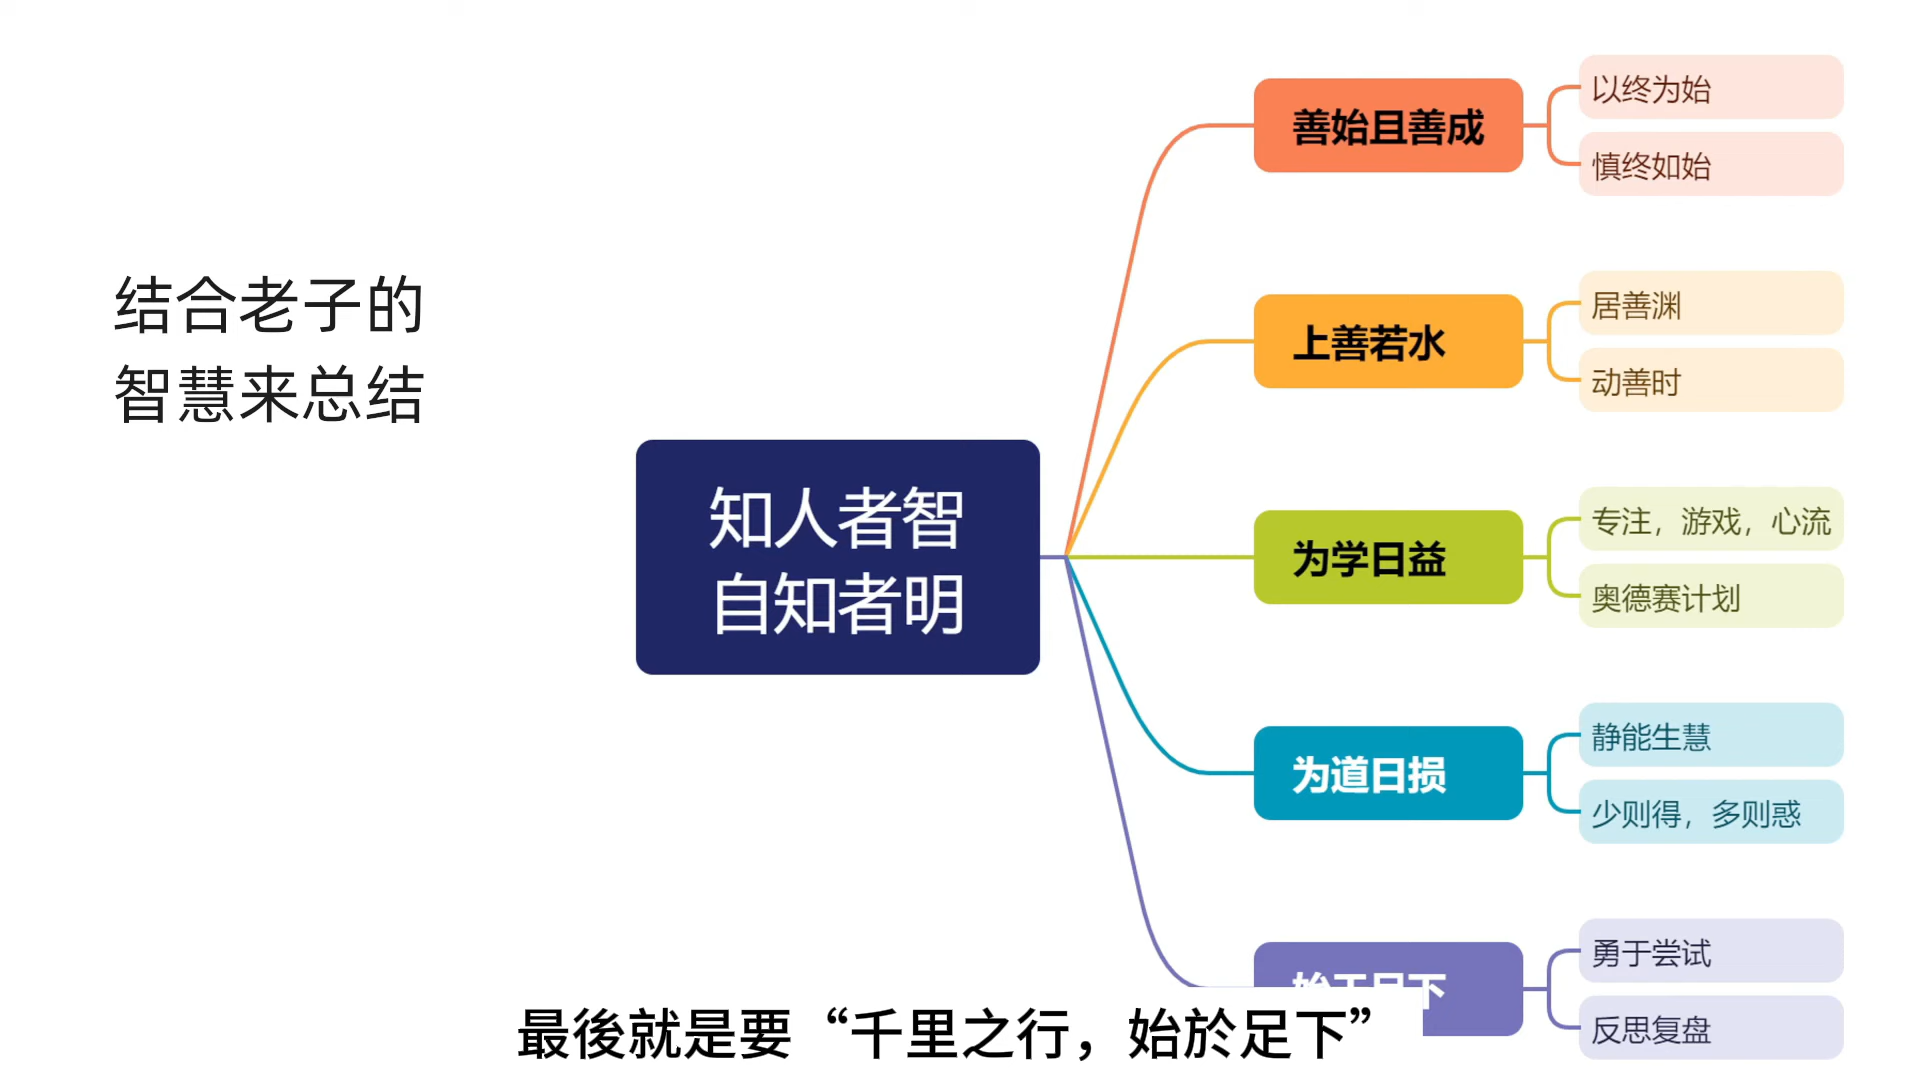 结合老子的
智慧来总结
知人者智
自知者明
善始且善成
以终为始
慎终如始
上善若水
居善渊
动善时
为学日益
专注，游戏，心流
奥德赛计划
为道日损
静能生慧
少则得，多则惑
始于足下
勇于尝试
反思复盘
最後就是要“千里之行，始於足下”